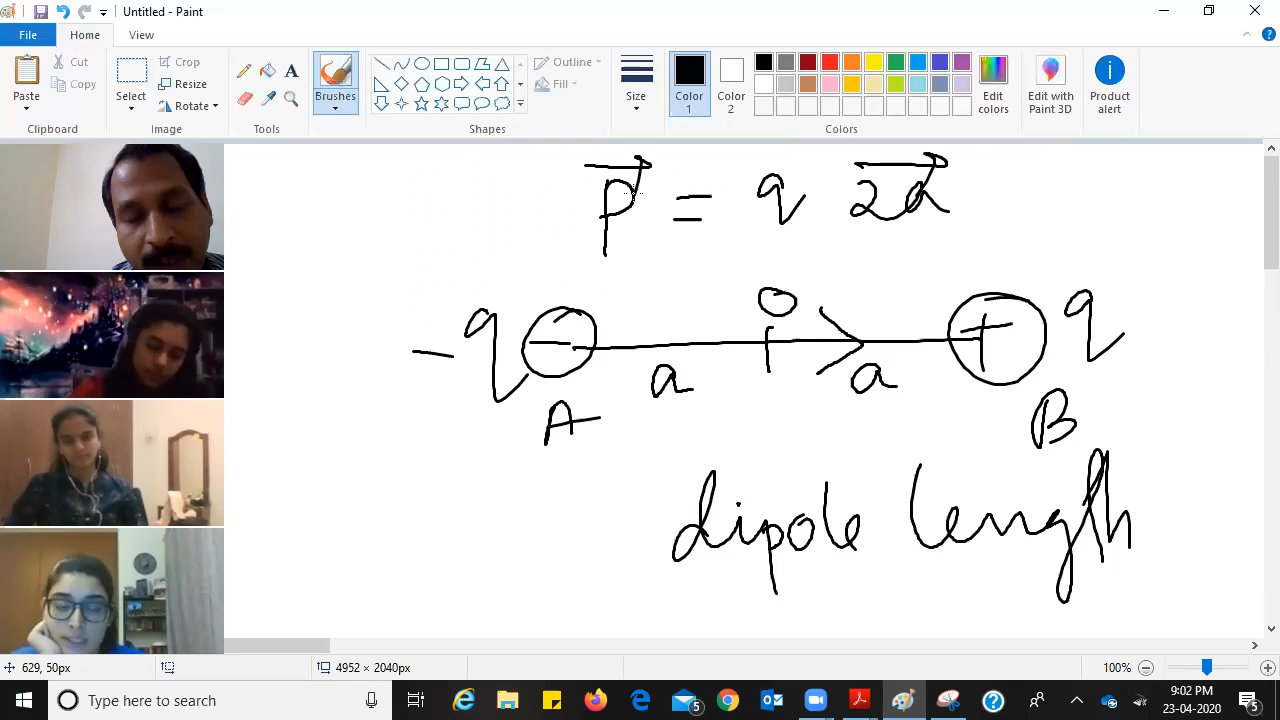 Untitled - Paint
File Home View
Paste Cut Copy Select Crop Resize Rotate Brushes Outline Fill Size Color 1 Color 2 Edit colors Edit with Paint 3D Product alert
Clipboard Image Tools Shapes Colors
p = q 2a
O
- q − + q
a a
A B
dipole length
629, 50px 4952 × 2040px 100%
Type here to search 5 9:02 PM 23-04-2020 5